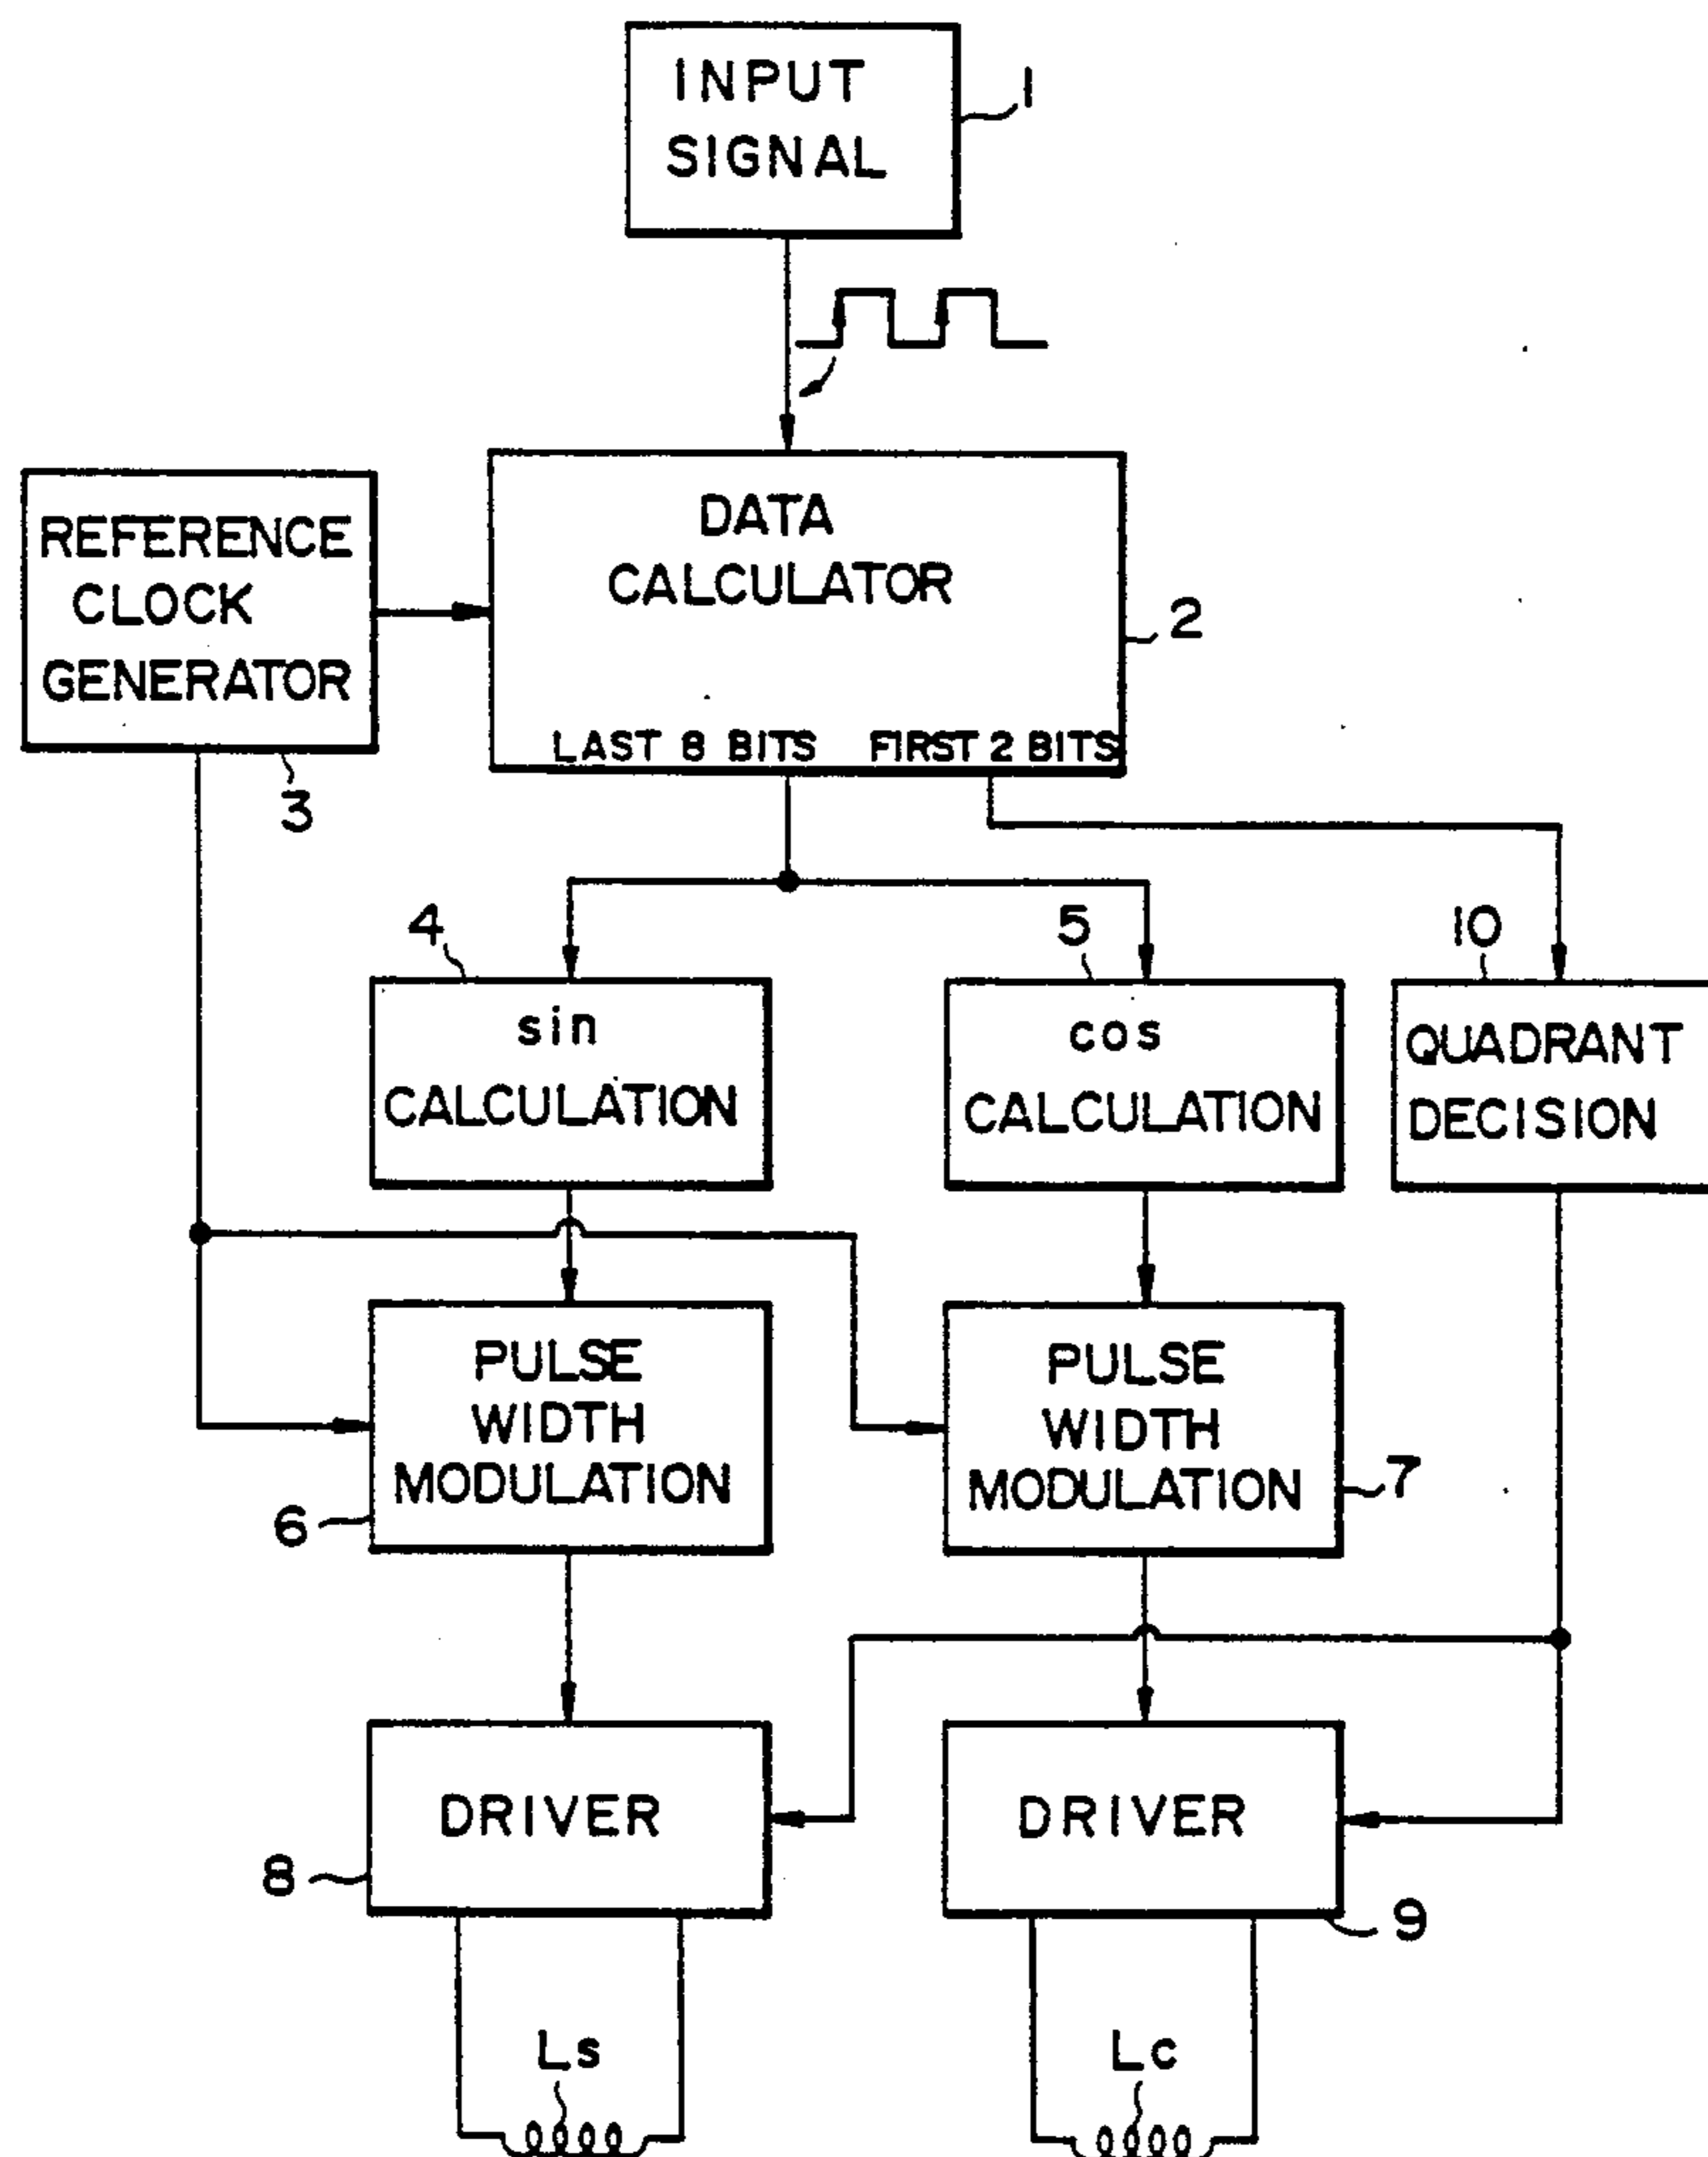 INPUT
SIGNAL
1
REFERENCE
CLOCK
GENERATOR
3
DATA
CALCULATOR
2
LAST 8 BITS
FIRST 2 BITS
4
sin
CALCULATION
5
cos
CALCULATION
10
QUADRANT
DECISION
PULSE
WIDTH
MODULATION
6
PULSE
WIDTH
MODULATION
7
DRIVER
8
DRIVER
9
Ls
Lc